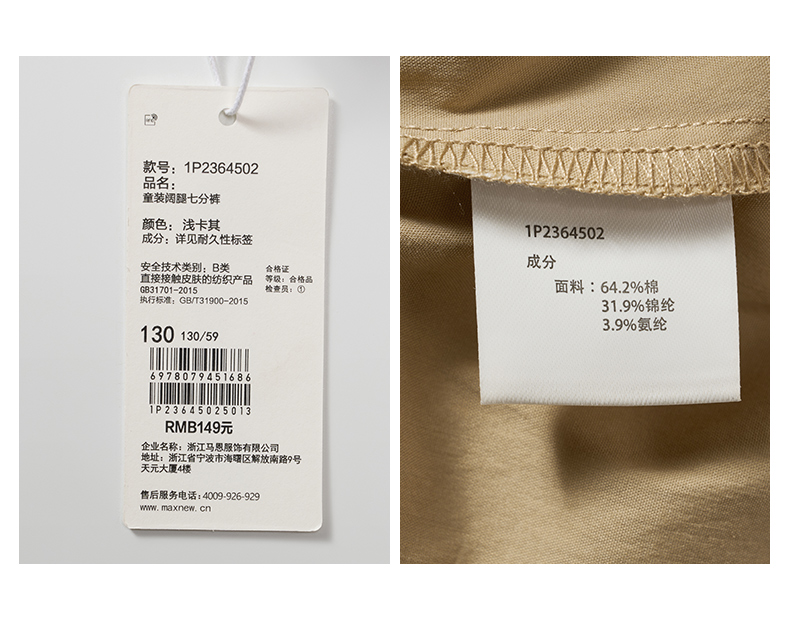 款号：1P2364502
品名：
童装阔腿七分裤
颜色：浅卡其
成分：详见耐久性标签
安全技术类别：B类
直接接触皮肤的纺织产品
GB31701-2015
执行标准：GB/T31900-2015
合格证
等级：合格品
检查员：①
130 130/59
6978079451686
1P23645025013
RMB149元
企业名称：浙江马恩服饰有限公司
地址：浙江省宁波市海曙区解放南路9号
天元大厦4楼
售后服务电话：4009-926-929
www.maxnew.cn
1P2364502
成分
面料：64.2%棉
31.9%锦纶
3.9%氨纶